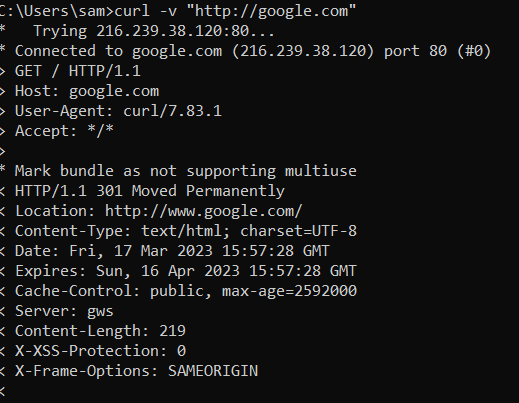 C:\Users\sam>curl -v "http://google.com"
*   Trying 216.239.38.120:80...
* Connected to google.com (216.239.38.120) port 80 (#0)
> GET / HTTP/1.1
> Host: google.com
> User-Agent: curl/7.83.1
> Accept: */*
>
* Mark bundle as not supporting multiuse
< HTTP/1.1 301 Moved Permanently
< Location: http://www.google.com/
< Content-Type: text/html; charset=UTF-8
< Date: Fri, 17 Mar 2023 15:57:28 GMT
< Expires: Sun, 16 Apr 2023 15:57:28 GMT
< Cache-Control: public, max-age=2592000
< Server: gws
< Content-Length: 219
< X-XSS-Protection: 0
< X-Frame-Options: SAMEORIGIN
<